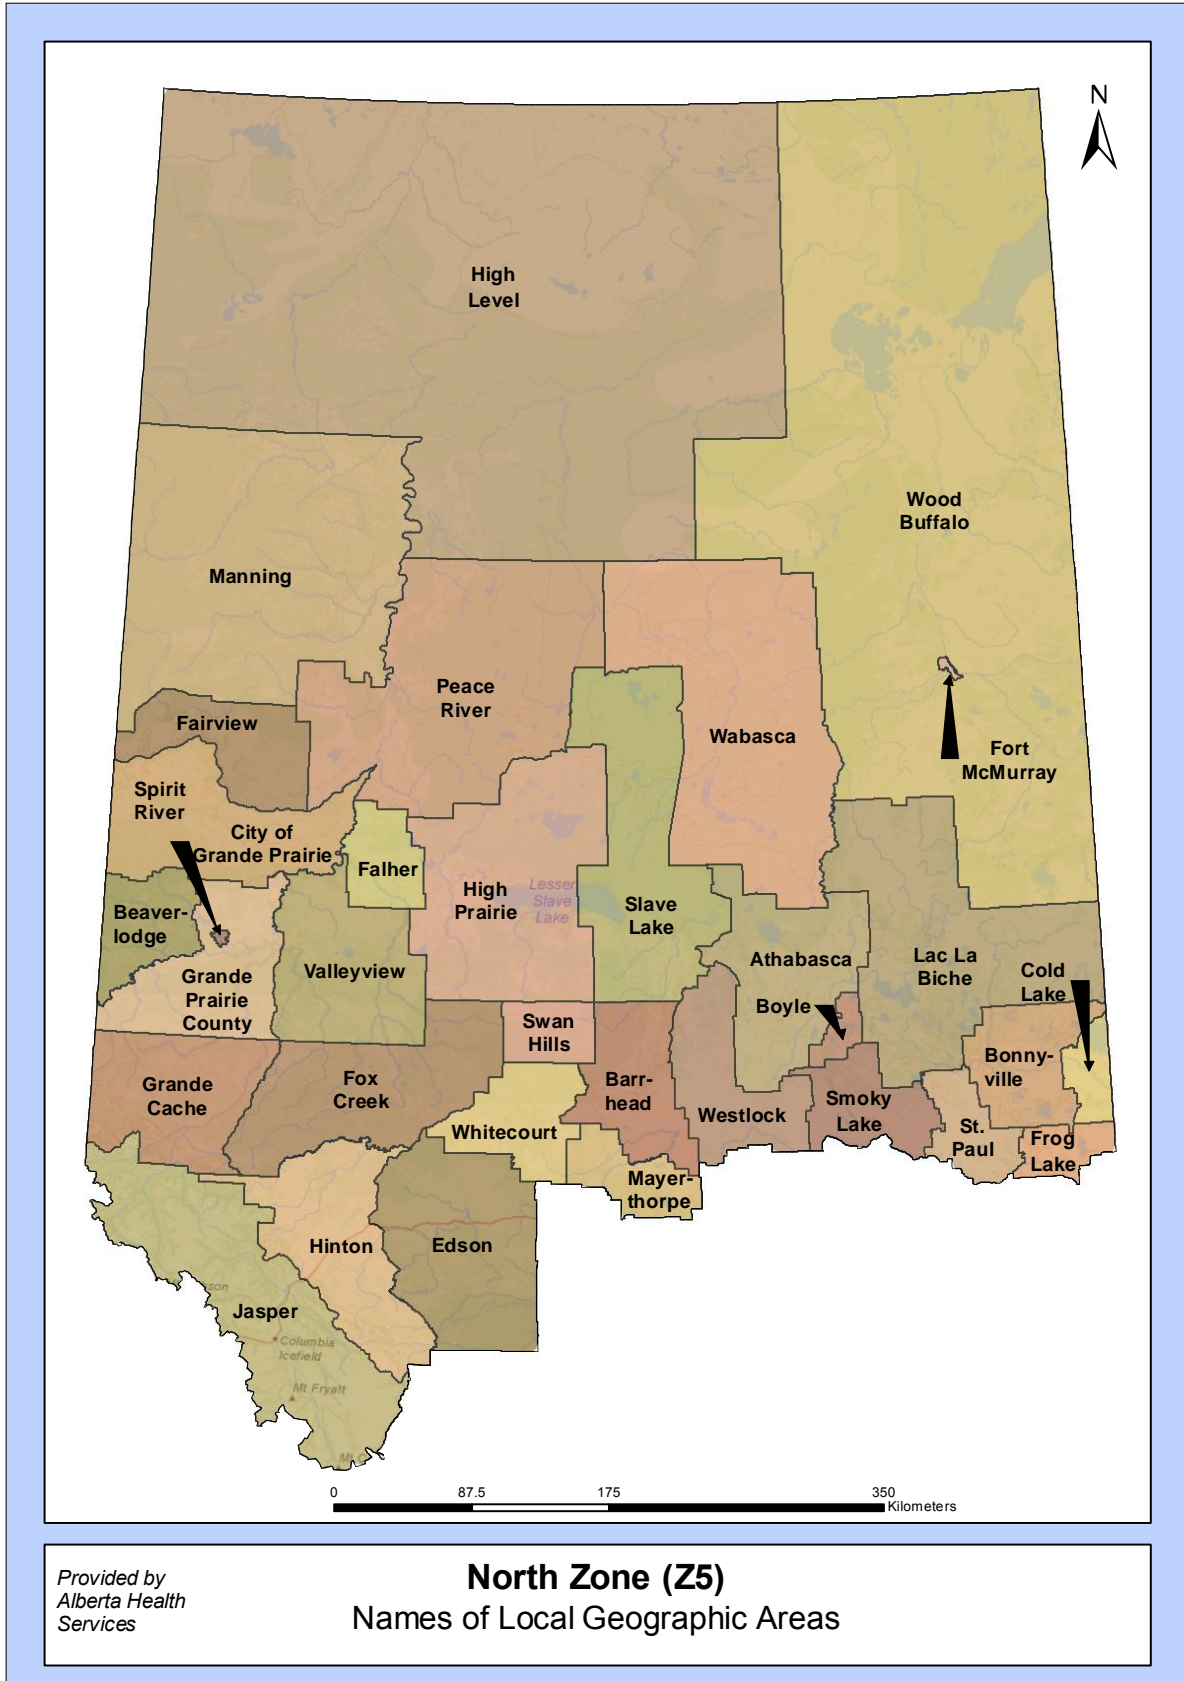 N
High
Level
Wood
Buffalo
Manning
Peace
River
Fairview
Wabasca
Fort
McMurray
Spirit
River
City of
Grande Prairie
Falher
High
Prairie
Lesser
Slave
Lake
Slave
Lake
Beaver-
lodge
Valleyview
Athabasca
Lac La
Biche
Cold
Lake
Grande
Prairie
County
Boyle
Swan
Hills
Bonny-
ville
Grande
Cache
Fox
Creek
Barr-
head
Westlock
Smoky
Lake
Whitecourt
St.
Paul
Frog
Lake
Mayer-
thorpe
Hinton
Edson
Jasper
Columbia
Icefield
Mt Fryatt
0 87.5 175 350
Kilometers
Provided by
Alberta Health
Services
North Zone (Z5)
Names of Local Geographic Areas